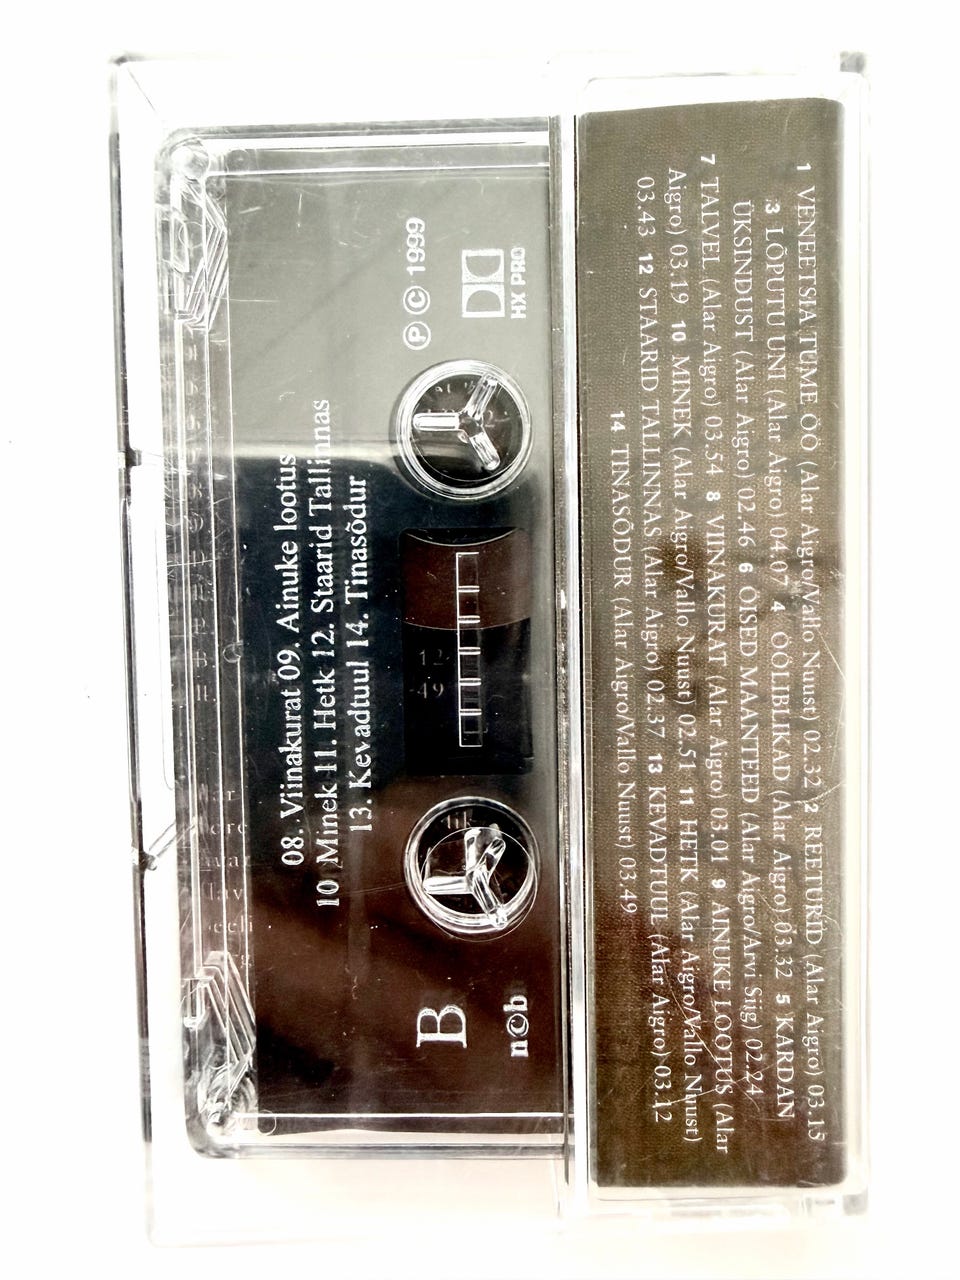 1 VENEETSIA TUME ÖÖ (Alar Aigro/Vallo Nuust) 02.32 2 REETURID (Alar Aigro) 03.15
3 LÕPUTU UNI (Alar Aigro) 04.07 4 ÖÖLIBLIKAD (Alar Aigro) 03.32 5 KARDAN
ÜKSINDUST (Alar Aigro) 02.46 6 ÖISED MAANTEED (Alar Aigro/Arvi Siig) 02.24
7 TALVEL (Alar Aigro) 03.54 8 VIINAKURAT (Alar Aigro) 03.01 9 AINUKE LOOTUS (Alar
Aigro) 03.19 10 MINEK (Alar Aigro/Vallo Nuust) 02.51 11 HETK (Alar Aigro/Vallo Nuust)
03.43 12 STAARID TALLINNAS (Alar Aigro) 02.37 13 KEVADTUUL (Alar Aigro) 03.12
14 TINASÕDUR (Alar Aigro/Vallo Nuust) 03.49
08. Viinakurat 09. Ainuke lootus
10 Minek 11. Hetk 12. Staarid Tallinnas
13. Kevadtuul 14. Tinasõdur
℗ © 1999
HX PRO
B
n©b
12
49